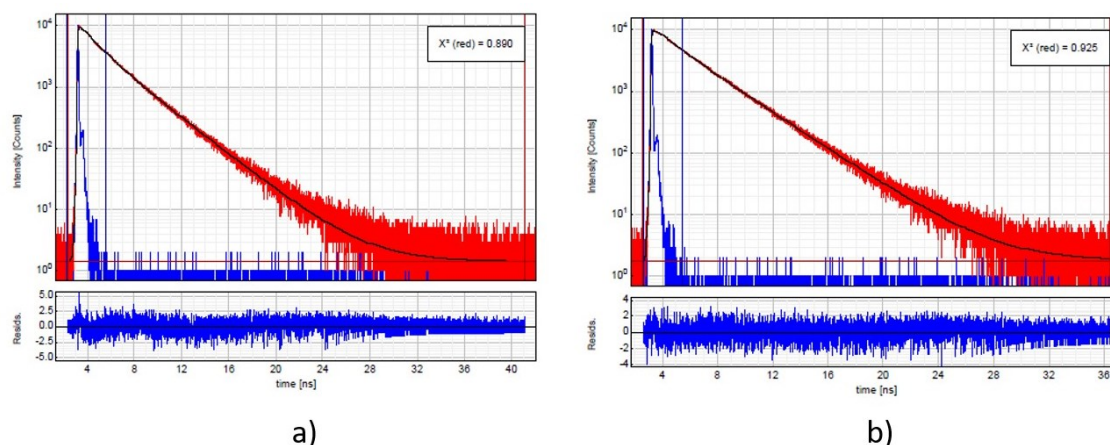 10⁴
10³
10²
10¹
10⁰
Intensity [Counts]
X² (red) = 0.890
5.0
2.5
0.0
-2.5
-5.0
Resids.
4 8 12 16 20 24 28 32 36 40
time [ns]
a)
10⁴
10³
10²
10¹
10⁰
Intensity [Counts]
X² (red) = 0.925
4
2
0
-2
-4
Resids.
4 8 12 16 20 24 28 32 36
time [ns]
b)